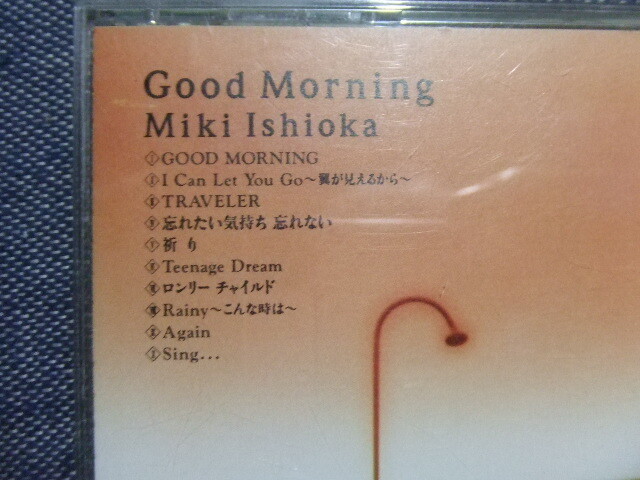 Good Morning
Miki Ishioka
GOOD MORNING
I Can Let You Go～翼が見えるから～
TRAVELER
忘れたい気持ち 忘れない
祈り
Teenage Dream
ロンリー チャイルド
Rainy～こんな時は～
Again
Sing...